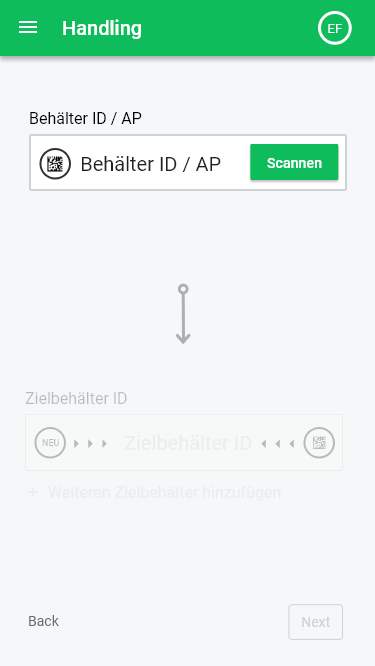 Handling
EF
Behälter ID / AP
Behälter ID / AP
Scannen
Zielbehälter ID
NEU
Zielbehälter ID
+ Weiteren Zielbehälter hinzufügen
Back
Next